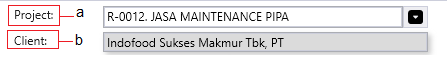 Project: a R-0012. JASA MAINTENANCE PIPA
Client: b Indofood Sukses Makmur Tbk, PT